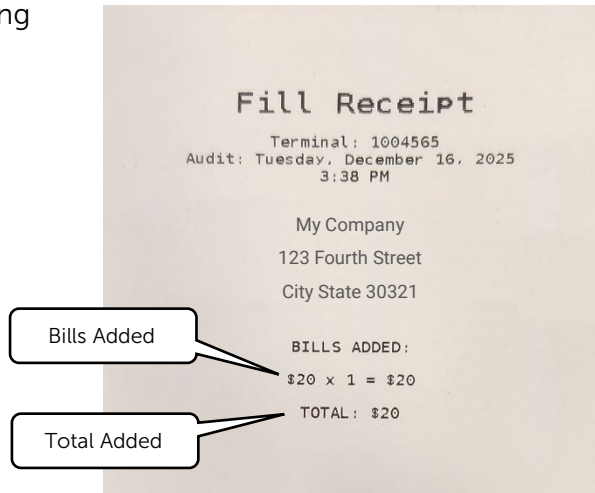 ng
Fill Receipt
Terminal: 1004565
Audit: Tuesday, December 16, 2025
3:38 PM
My Company
123 Fourth Street
City State 30321
Bills Added
BILLS ADDED:
$20 x 1 = $20
TOTAL: $20
Total Added